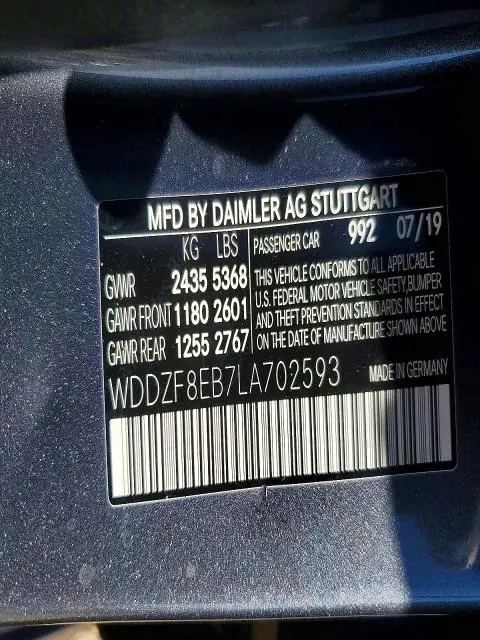 MFD BY DAIMLER AG STUTTGART
KG LBS
GVWR 2435 5368
GAWR FRONT 1180 2601
GAWR REAR 1255 2767
PASSENGER CAR 992 07/19
THIS VEHICLE CONFORMS TO ALL APPLICABLE
U.S. FEDERAL MOTOR VEHICLE SAFETY, BUMPER
AND THEFT PREVENTION STANDARDS IN EFFECT
ON THE DATE OF MANUFACTURE SHOWN ABOVE
WDDZF8EB7LA702593 MADE IN GERMANY